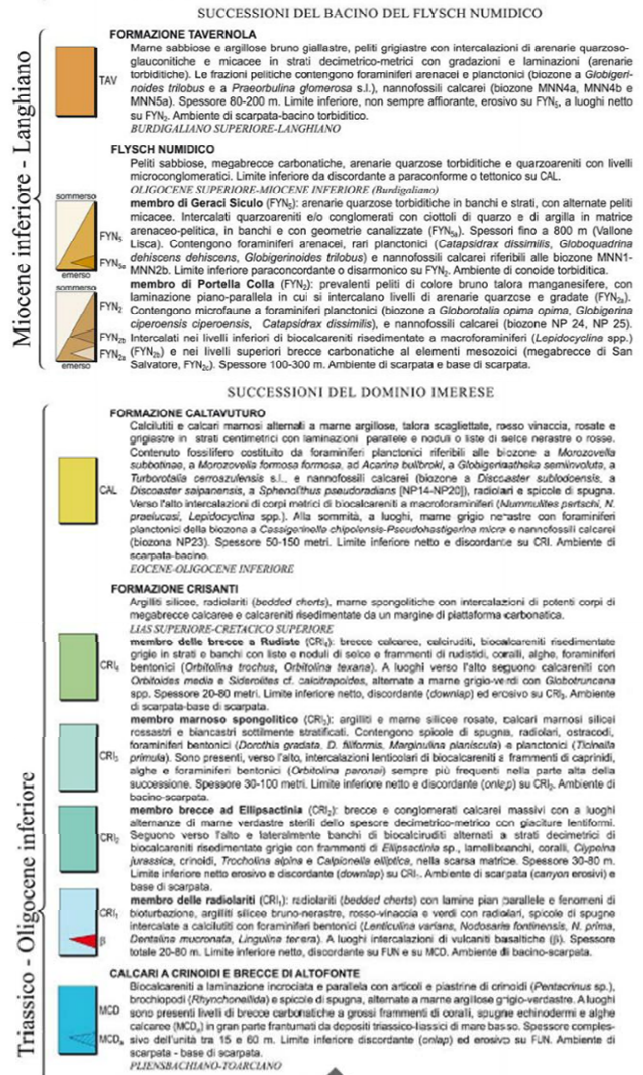 SUCCESSIONI DEL BACINO DEL FLYSCH NUMIDICO
FORMAZIONE TAVERNOLA
Marne sabbiose e argillose bruno giallastre, peliti grigiastre con intercalazioni di arenarie quarzoso-
glauconitiche e micacee in strati decimetrico-metrici con gradazioni e laminazioni (arenarie
torbiditiche). Le frazioni pelitiche contengono foraminiferi arenacei e planctonici (biozone a Globigeri-
noides trilobus e a Praeorbulina glomerosa s.l.), nannofossili calcarei (biozone MNN4a, MNN4b e
MNN5a). Spessore 80-200 m. Limite inferiore, non sempre affiorante, erosivo su FYN5, a luoghi netto
su FYN2. Ambiente di scarpata-bacino torbiditico.
BURDIGALIANO SUPERIORE-LANGHIANO
TAV
FLYSCH NUMIDICO
Peliti sabbiose, megabrecce carbonatiche, arenarie quarzose torbiditiche e quarzoareniti con livelli
microconglomeratici. Limite inferiore da discordante a paraconforme o tettonico su CAL.
OLIGOCENE SUPERIORE-MIOCENE INFERIORE (Burdigaliano)
membro di Geraci Siculo (FYN5): arenarie quarzose torbiditiche in banchi e strati, con alternate peliti
micacee. Intercalati quarzoareniti e/o conglomerati con ciottoli di quarzo e di argilla in matrice
arenaceo-pelitica, in banchi e con geometrie canalizzate (FYN5a). Spessori fino a 800 m (Vallone
Lisca). Contengono foraminiferi arenacei, rari planctonici (Catapsidrax dissimilis, Globoquadrina
dehiscens dehiscens, Globigerinoides trilobus) e nannofossili calcarei riferibili alle biozone MNN1-
MNN2b. Limite inferiore paraconcordante o disarmonico su FYN2. Ambiente di conoide torbiditica.
sommerso
FYN5
FYN5a
emerso
membro di Portella Colla (FYN2): prevalenti peliti di colore bruno talora manganesifere, con
laminazione piano-parallela in cui si intercalano livelli di arenarie quarzose e gradate (FYN2a).
Contengono microfaune a foraminiferi planctonici (biozone a Globorotalia opima opima, Globigerina
ciperoensis ciperoensis, Catapsidrax dissimilis), e nannofossili calcarei (biozone NP 24, NP 25).
Intercalati nei livelli inferiori di biocalcareniti risedimentate a macroforaminiferi (Lepidocyclina spp.)
(FYN2b) e nei livelli superiori brecce carbonatiche al elementi mesozoici (megabrecce di San
Salvatore, FYN2c). Spessore 100-300 m. Ambiente di scarpata e base di scarpata.
sommerso
FYN2
FYN2b
FYN2a
emerso
Miocene inferiore - Langhiano
SUCCESSIONI DEL DOMINIO IMERESE
FORMAZIONE CALTAVUTURO
Calcilutiti e calcari marnosi alternati a marne argillose, talora scagliettate, rosso vinaccia, rosate e
grigiastre in strati centimetrici con laminazioni parallele e noduli o liste di selce nerastre o rosse.
Contenuto fossilifero costituito da foraminiferi planctonici riferibili alle biozone a Morozovella
subbotinae, a Morozovella formosa formosa, ad Acarina bullbroki, a Globigerinatheka semiinvoluta, a
Turborotalia cerroazulensis s.l., e nannofossili calcarei (biozone a Discoaster sublodoensis, a
Discoaster saipanensis, a Sphenolithus pseudoradians [NP14-NP20]), radiolari e spicole di spugna.
Verso l'alto intercalazioni di corpi metrici di biocalcareniti a macroforaminiferi (Nummulites partschi, N.
praelucasi, Lepidocyclina spp.). Alla sommità, a luoghi, marne grigio nerastre con foraminiferi
planctonici della biozona a Cassigerinella chipolensis-Pseudohastigerina micra e nannofossili calcarei
(biozona NP23). Spessore 50-150 metri. Limite inferiore netto e discordante su CRI. Ambiente di
scarpata-bacino.
EOCENE-OLIGOCENE INFERIORE
CAL
FORMAZIONE CRISANTI
Argilliti silicee, radiolariti (bedded cherts), marne spongolitiche con intercalazioni di potenti corpi di
megabrecce calcaree e calcareniti risedimentate da un margine di piattaforma carbonatica.
LIAS SUPERIORE-CRETACICO SUPERIORE
membro delle brecce a Rudiste (CRI4): brecce calcaree, calciruditi, biocalcareniti risedimentate
grigie in strati e banchi con liste e noduli di selce e frammenti di rudistidi, coralli, alghe, foraminiferi
bentonici (Orbitolina trochus, Orbitolina texana). A luoghi verso l'alto seguono calcareniti con
Orbitoides media e Siderolites cf. calcitrapoides, alternate a marne grigio-verdi con Globotruncana
spp. Spessore 20-80 metri. Limite inferiore netto, discordante (downlap) ed erosivo su CRI3. Ambiente
di scarpata-base di scarpata.
CRI4
membro marnoso spongolitico (CRI3): argilliti e marne silicee rosate, calcari marnosi silicei
rossastri e biancastri sottilmente stratificati. Contengono spicole di spugna, radiolari, ostracodi,
foraminiferi bentonici (Dorothia gradata, D. filiformis, Marginulina planiscula) e planctonici (Ticinella
primula). Sono presenti, verso l'alto, intercalazioni lenticolari di biocalcareniti a frammenti di caprinidi,
alghe e foraminiferi bentonici (Orbitolina paronai) sempre più frequenti nella parte alta della
successione. Spessore 30-100 metri. Limite inferiore netto e discordante (onlap) su CRI2. Ambiente di
bacino-scarpata.
CRI3
membro brecce ad Ellipsactinia (CRI2): brecce e conglomerati calcarei massivi con a luoghi
alternanze di marne verdastre sterili dello spesore decimetrico-metrico con giaciture lentiformi.
Seguono verso l'alto e lateralmente banchi di biocalciruditi alternati a strati decimetrici di
biocalcareniti risedimentate grigie con frammenti di Ellipsactinia sp., lamellibranchi, coralli, Clypeina
jurassica, crinoidi, Trocholina alpina e Calpionella elliptica, nella scarsa matrice. Spessore 30-80 m.
Limite inferiore netto erosivo e discordante (downlap) su CRI1. Ambiente di scarpata (canyon erosivi) e
base di scarpata.
CRI2
membro delle radiolariti (CRI1): radiolariti (bedded cherts) con lamine pian parallele e fenomeni di
bioturbazione, argilliti silicee bruno-nerastre, rosso-vinaccia e verdi con radiolari, spicole di spugne
intercalate a calcilutiti con foraminiferi bentonici (Lenticulina varians, Nodosaria fontinensis, N. prima,
Dentalina mucronata, Lingulina tenera). A luoghi intercalazioni di vulcaniti basaltiche (β). Spessore
totale 20-80 m. Limite inferiore netto, discordante su FUN e su MCD. Ambiente di bacino-scarpata.
CRI1
β
CALCARI A CRINOIDI E BRECCE DI ALTOFONTE
Biocalcareniti a laminazione incrociata e parallela con articoli e piastrine di crinoidi (Pentacrinus sp.),
brochiopodi (Rhynchonellida) e spicole di spugna, alternate a marne argillose grigio-verdastre. A luoghi
sono presenti livelli di brecce carbonatiche a grossi frammenti di coralli, spugne echinodermi e alghe
calcaree (MCDa) in gran parte frantumati da depositi triassico-liassici di mare basso. Spessore comples-
sivo dell'unità tra 15 e 60 m. Limite inferiore discordante (onlap) ed erosivo su FUN. Ambiente di
scarpata - base di scarpata.
PLIENSBACHIANO-TOARCIANO
MCD
MCDa
Triassico - Oligocene inferiore